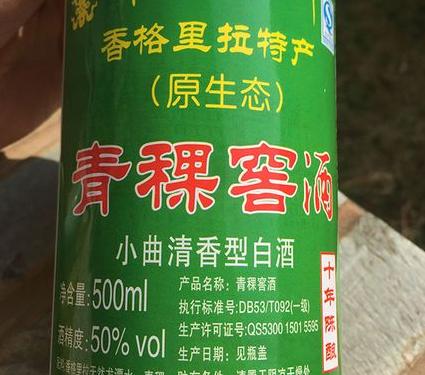 香格里拉特产
（原生态）
青稞窖酒
小曲清香型白酒
净含量:500ml
酒精度:50% vol
产品名称：青稞窖酒
执行标准号:DB53/T092(一级)
生产许可证号:QS5300 1501 5595
生产日期：见瓶盖
十年陈酿